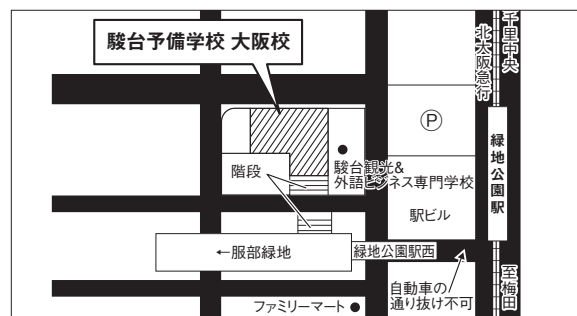 駿台予備学校 大阪校
千里中央
北大阪急行
Ⓟ
緑地公園駅
駿台観光&
外語ビジネス専門学校
階段
駅ビル
←服部緑地
緑地公園駅西
至梅田
自動車の
通り抜け不可
ファミリーマート